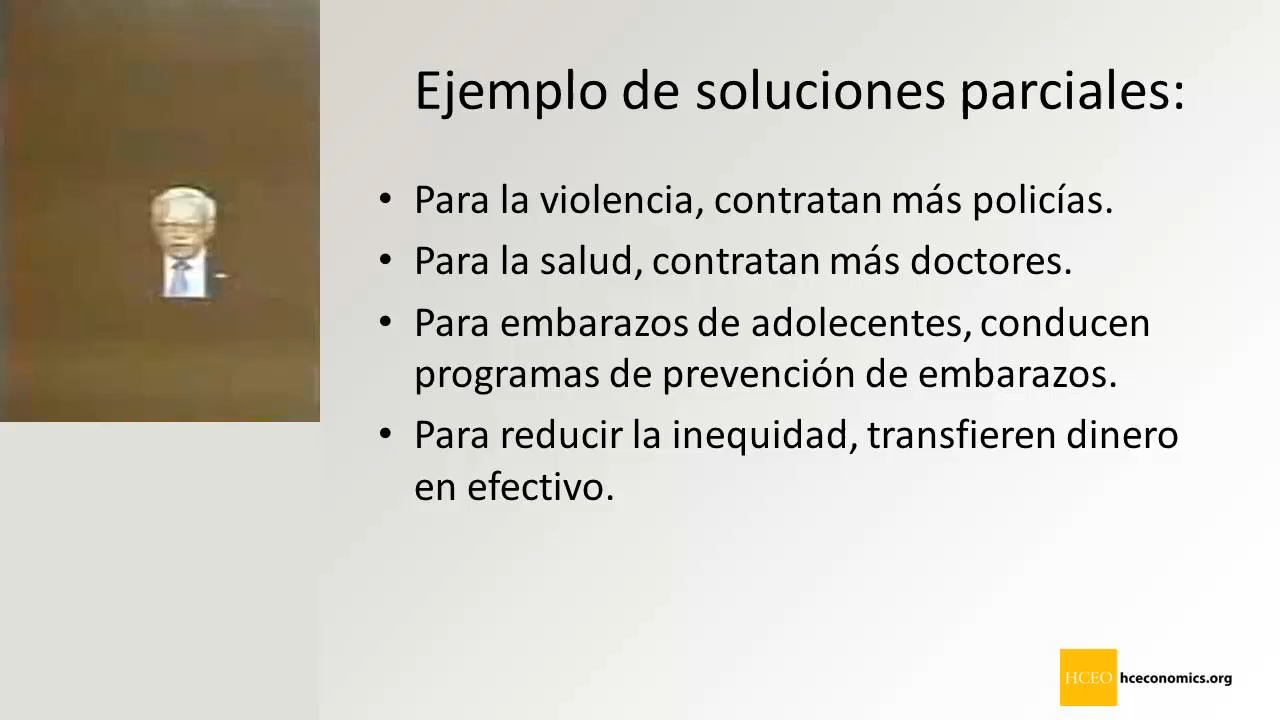 Ejemplo de soluciones parciales:
• Para la violencia, contratan más policías.
• Para la salud, contratan más doctores.
• Para embarazos de adolecentes, conducen
programas de prevención de embarazos.
• Para reducir la inequidad, transfieren dinero
en efectivo.
HCEO hceconomics.org